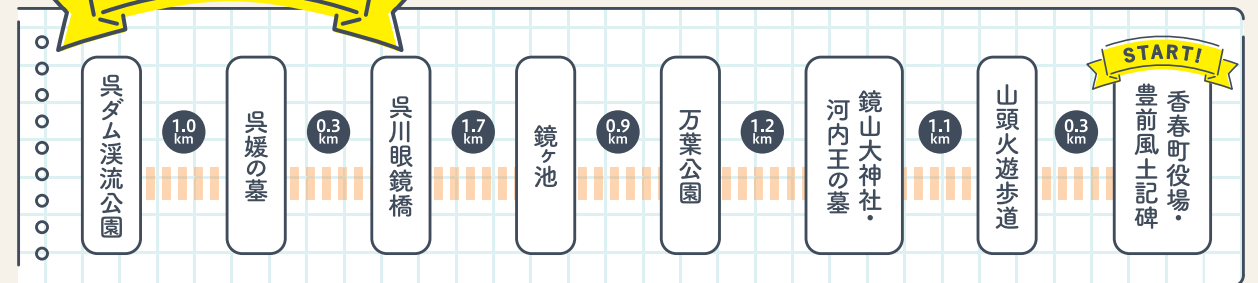 START!
香春町役場・
豊前風土記碑
0.3
km
山頭火遊歩道
1.1
km
鏡山大神社・
河内王の墓
1.2
km
万葉公園
0.9
km
鏡ヶ池
1.7
km
呉川眼鏡橋
0.3
km
呉媛の墓
1.0
km
呉ダム渓流公園